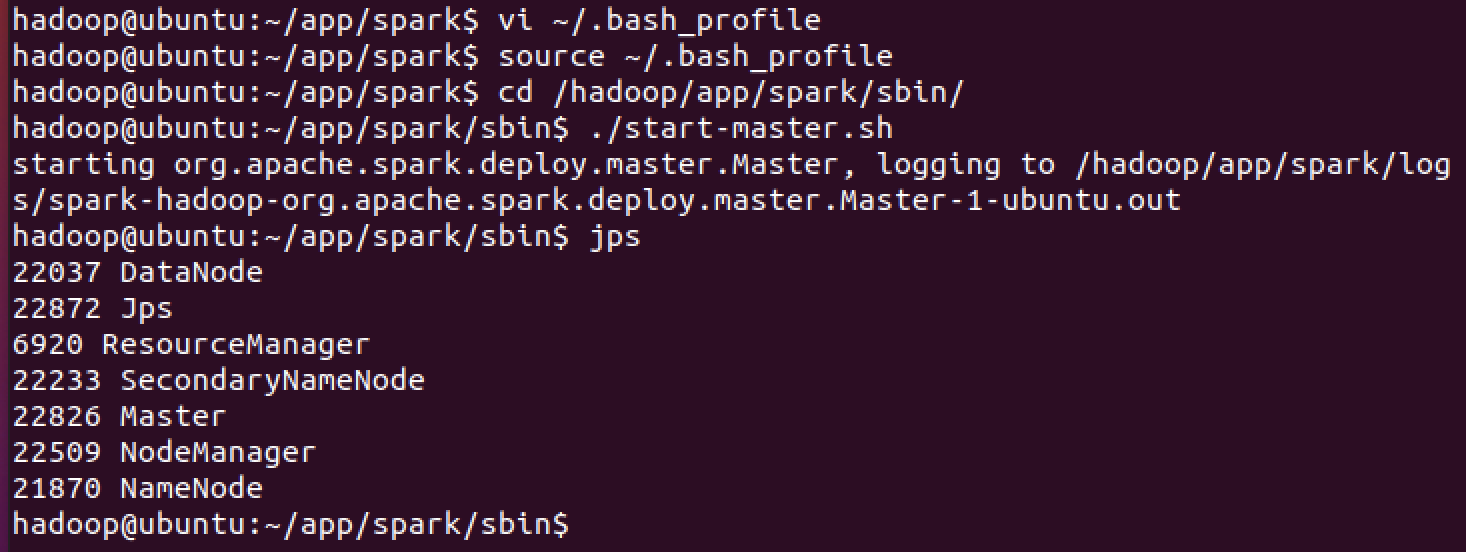 hadoop@ubuntu:~/app/spark$ vi ~/.bash_profile
hadoop@ubuntu:~/app/spark$ source ~/.bash_profile
hadoop@ubuntu:~/app/spark$ cd /hadoop/app/spark/sbin/
hadoop@ubuntu:~/app/spark/sbin$ ./start-master.sh
starting org.apache.spark.deploy.master.Master, logging to /hadoop/app/spark/log
s/spark-hadoop-org.apache.spark.deploy.master.Master-1-ubuntu.out
hadoop@ubuntu:~/app/spark/sbin$ jps
22037 DataNode
22872 Jps
6920 ResourceManager
22233 SecondaryNameNode
22826 Master
22509 NodeManager
21870 NameNode
hadoop@ubuntu:~/app/spark/sbin$